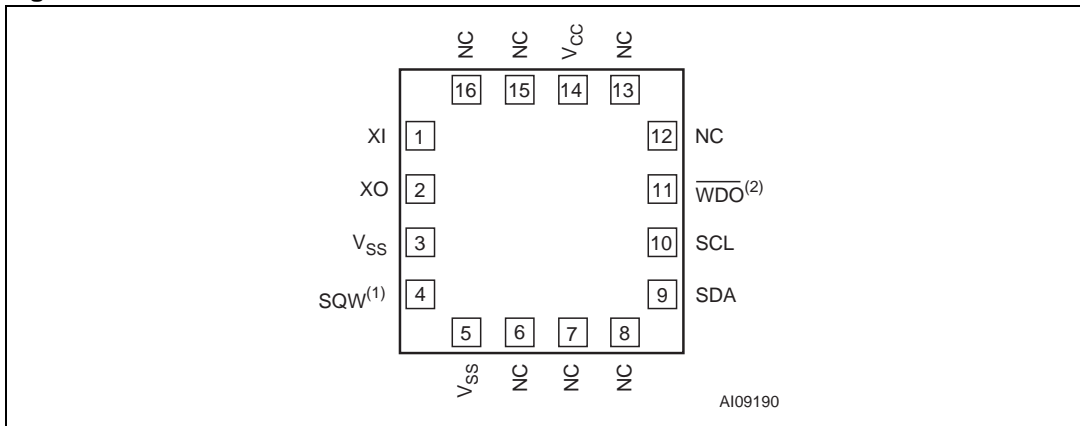 NC NC VCC NC
16 15 14 13
XI 1 12 NC
XO 2 11 WDO(2)
VSS 3 10 SCL
SQW(1) 4 9 SDA
5 6 7 8
VSS NC NC NC
AI09190